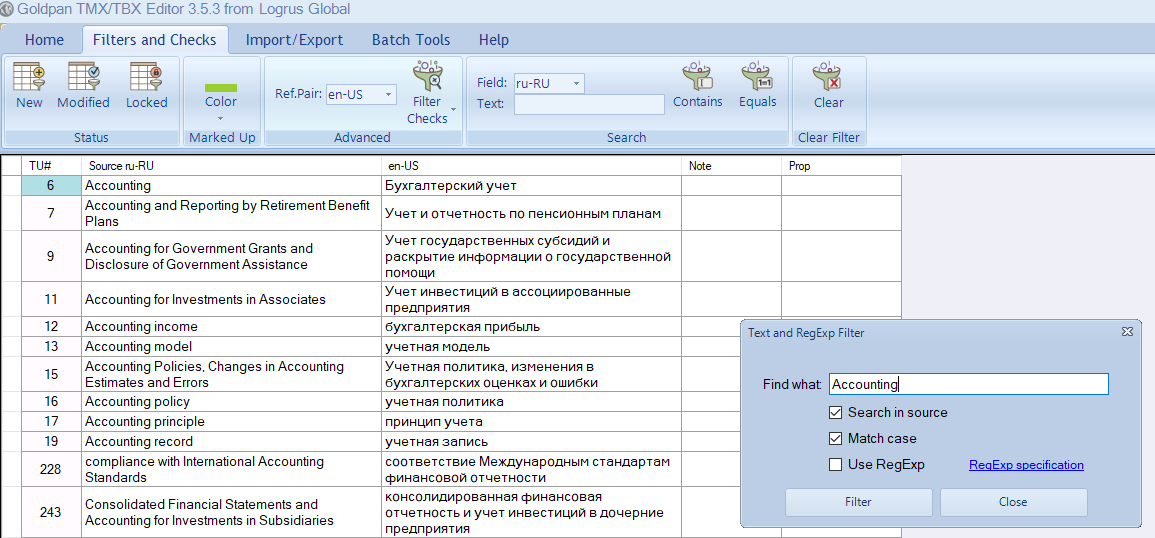 Goldpan TMX/TBX Editor 3.5.3 from Logrus Global
Home Filters and Checks Import/Export Batch Tools Help
New Modified Locked
Status
Color
Marked Up
Ref.Pair: en-US
Filter
Checks
Advanced
Field: ru-RU
Text:
Contains Equals
Search
Clear
Clear Filter
TU# Source ru-RU en-US Note Prop
6 Accounting Бухгалтерский учет
7 Accounting and Reporting by Retirement Benefit
Plans Учет и отчетность по пенсионным планам
9 Accounting for Government Grants and
Disclosure of Government Assistance
Учет государственных субсидий и
раскрытие информации о государственной
помощи
11 Accounting for Investments in Associates
Учет инвестиций в ассоциированные
предприятия
12 Accounting income бухгалтерская прибыль
13 Accounting model учетная модель
15 Accounting Policies, Changes in Accounting
Estimates and Errors
Учетная политика, изменения в
бухгалтерских оценках и ошибки
16 Accounting policy учетная политика
17 Accounting principle принцип учета
19 Accounting record учетная запись
228 compliance with International Accounting
Standards
соответствие Международным стандартам
финансовой отчетности
243 Consolidated Financial Statements and
Accounting for Investments in Subsidiaries
консолидированная финансовая
отчетность и учет инвестиций в дочерние
предприятия
Text and RegExp Filter
Find what: Accounting
Search in source
Match case
Use RegExp RegExp specification
Filter Close